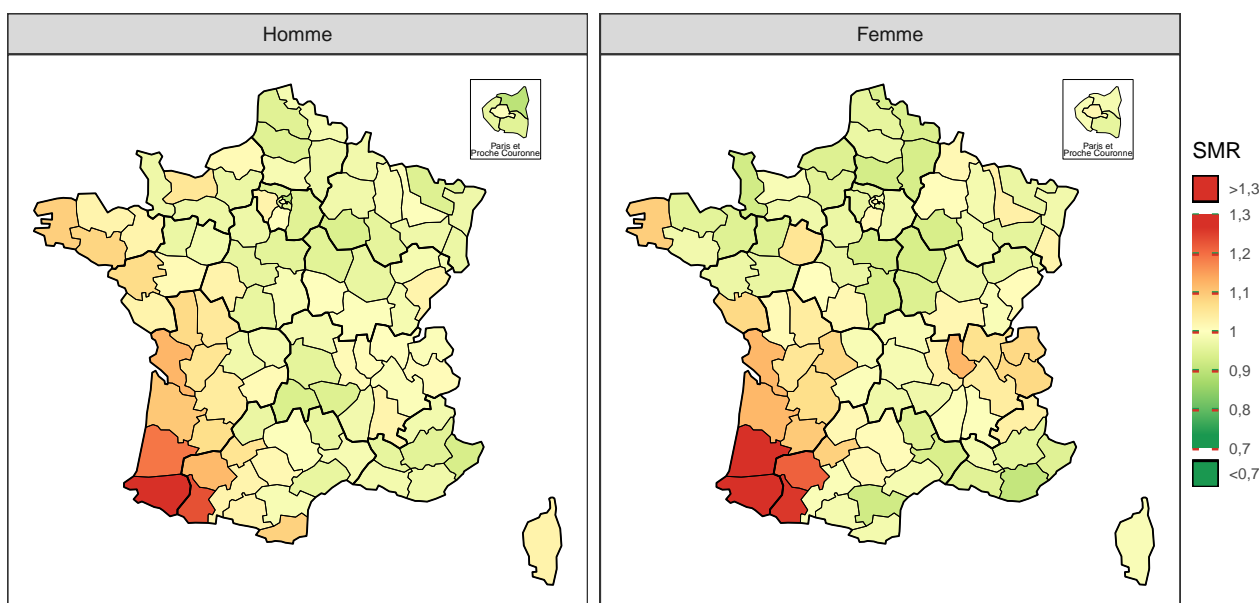 Homme
Femme
Paris et
Proche Couronne
Paris et
Proche Couronne
SMR
>1,3
1,3
1,2
1,1
1
0,9
0,8
0,7
<0,7